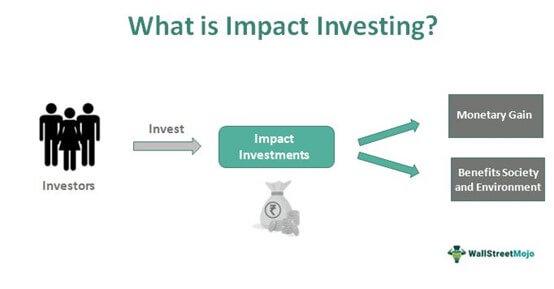 What is Impact Investing?
Invest
Investors
Impact
Investments
₹
Monetary Gain
Benefits Society
and Environment
WallStreetMojo